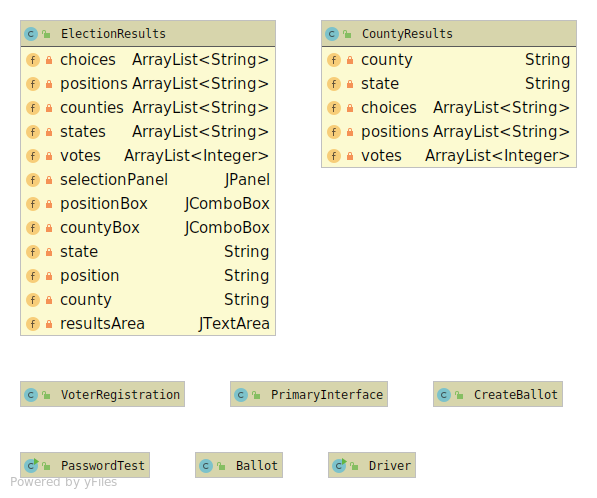 ElectionResults
choices ArrayList<String>
positions ArrayList<String>
counties ArrayList<String>
states ArrayList<String>
votes ArrayList<Integer>
selectionPanel JPanel
positionBox JComboBox
countyBox JComboBox
state String
position String
county String
resultsArea JTextArea
CountyResults
county String
state String
choices ArrayList<String>
positions ArrayList<String>
votes ArrayList<Integer>
VoterRegistration
PrimaryInterface
CreateBallot
PasswordTest
Ballot
Driver
Powered by yFiles